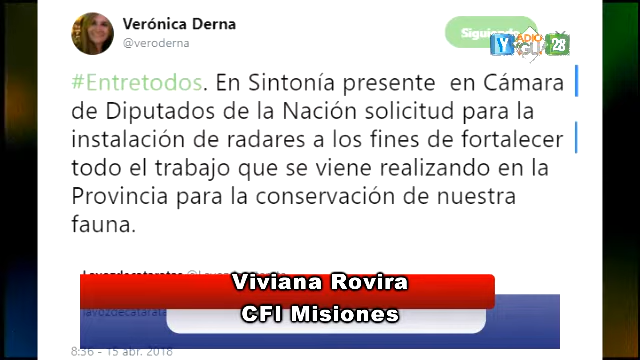 Verónica Derna
@veroderna
#Entretodos. En Sintonía presente en Cámara
de Diputados de la Nación solicitud para la
instalación de radares a los fines de fortalecer
todo el trabajo que se viene realizando en la
Provincia para la conservación de nuestra
fauna.
Viviana Rovira
CFI Misiones
8:36 - 15 abr. 2018